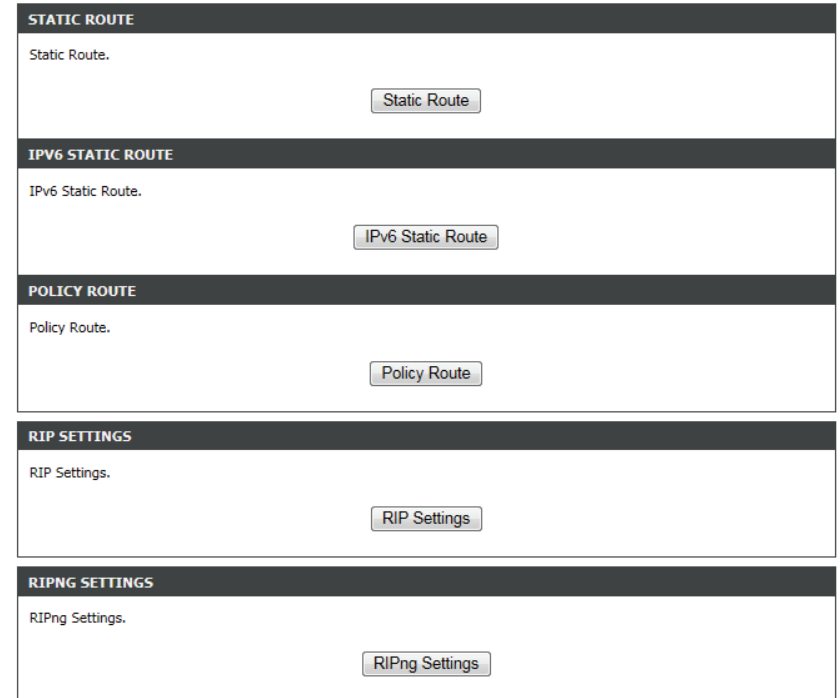 STATIC ROUTE
Static Route.
Static Route
IPV6 STATIC ROUTE
IPv6 Static Route.
IPv6 Static Route
POLICY ROUTE
Policy Route.
Policy Route
RIP SETTINGS
RIP Settings.
RIP Settings
RIPNG SETTINGS
RIPng Settings.
RIPng Settings